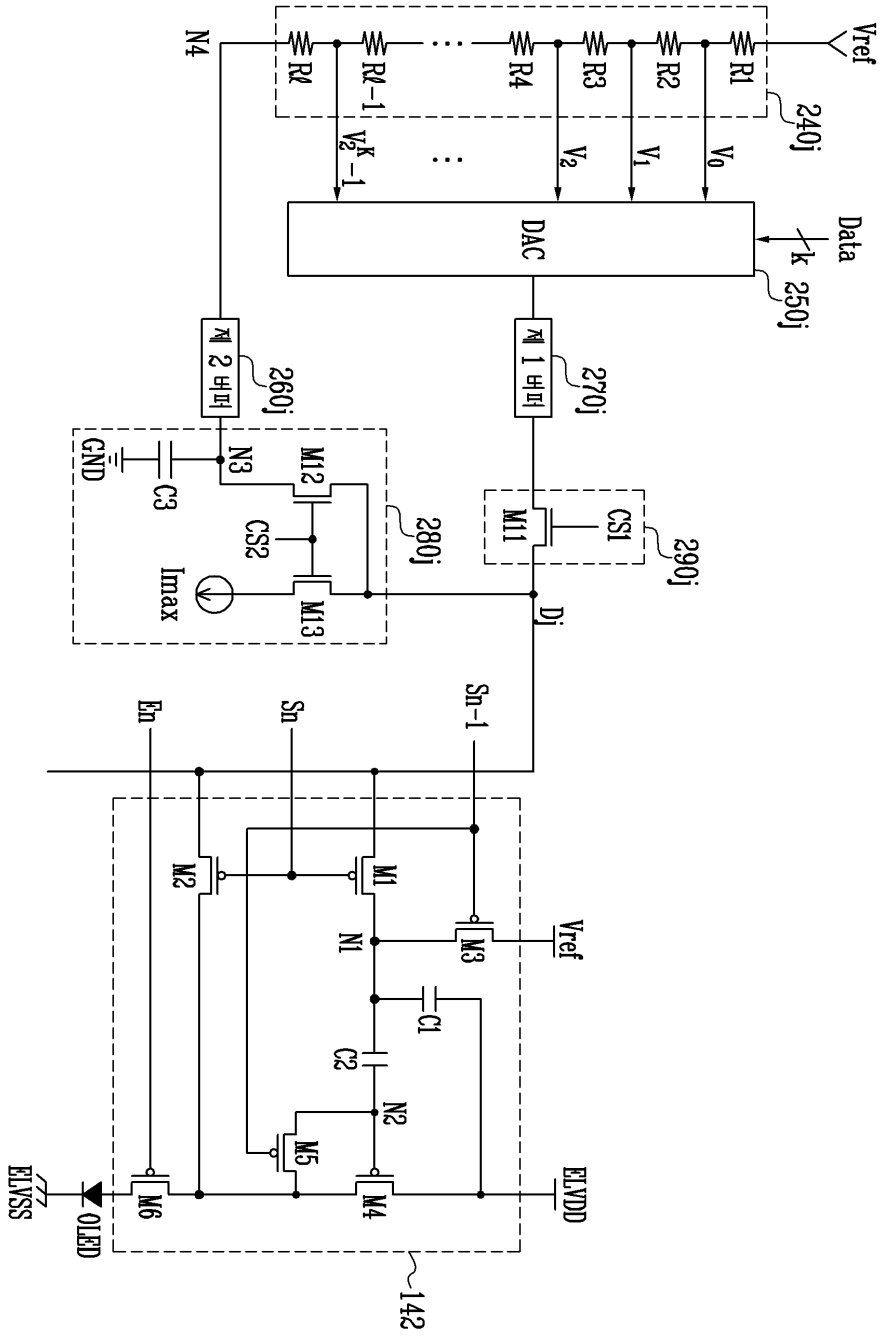 Vref
R1
R2
R3
R4
...
Rℓ-1
Rℓ
N4
240j
V0
V1
V2
...
V2^K-1
Data
k
DAC
250j
제 1 버퍼
270j
제 2 버퍼
260j
CS1
M11
290j
Dj
N3
C3
GND
M12
CS2
M13
Imax
280j
Sn-1
Sn
En
M1
M2
M3
Vref
N1
C1
C2
N2
M5
M4
M6
ELVDD
OLED
ELVSS
142